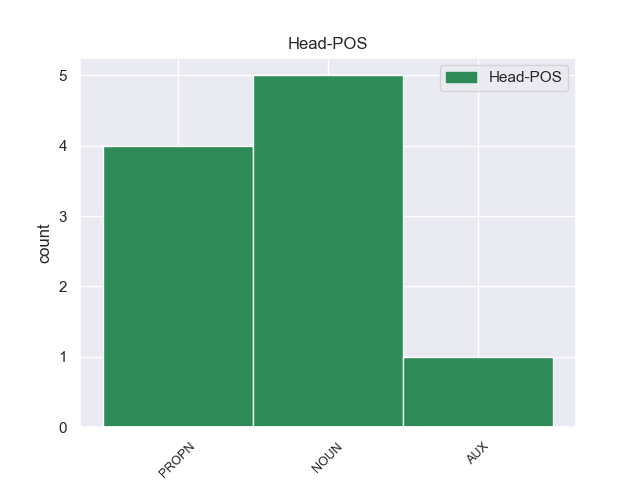 Head-POS
Head-POS
count
5
4
3
2
1
0
PROPN
NOUN
AUX